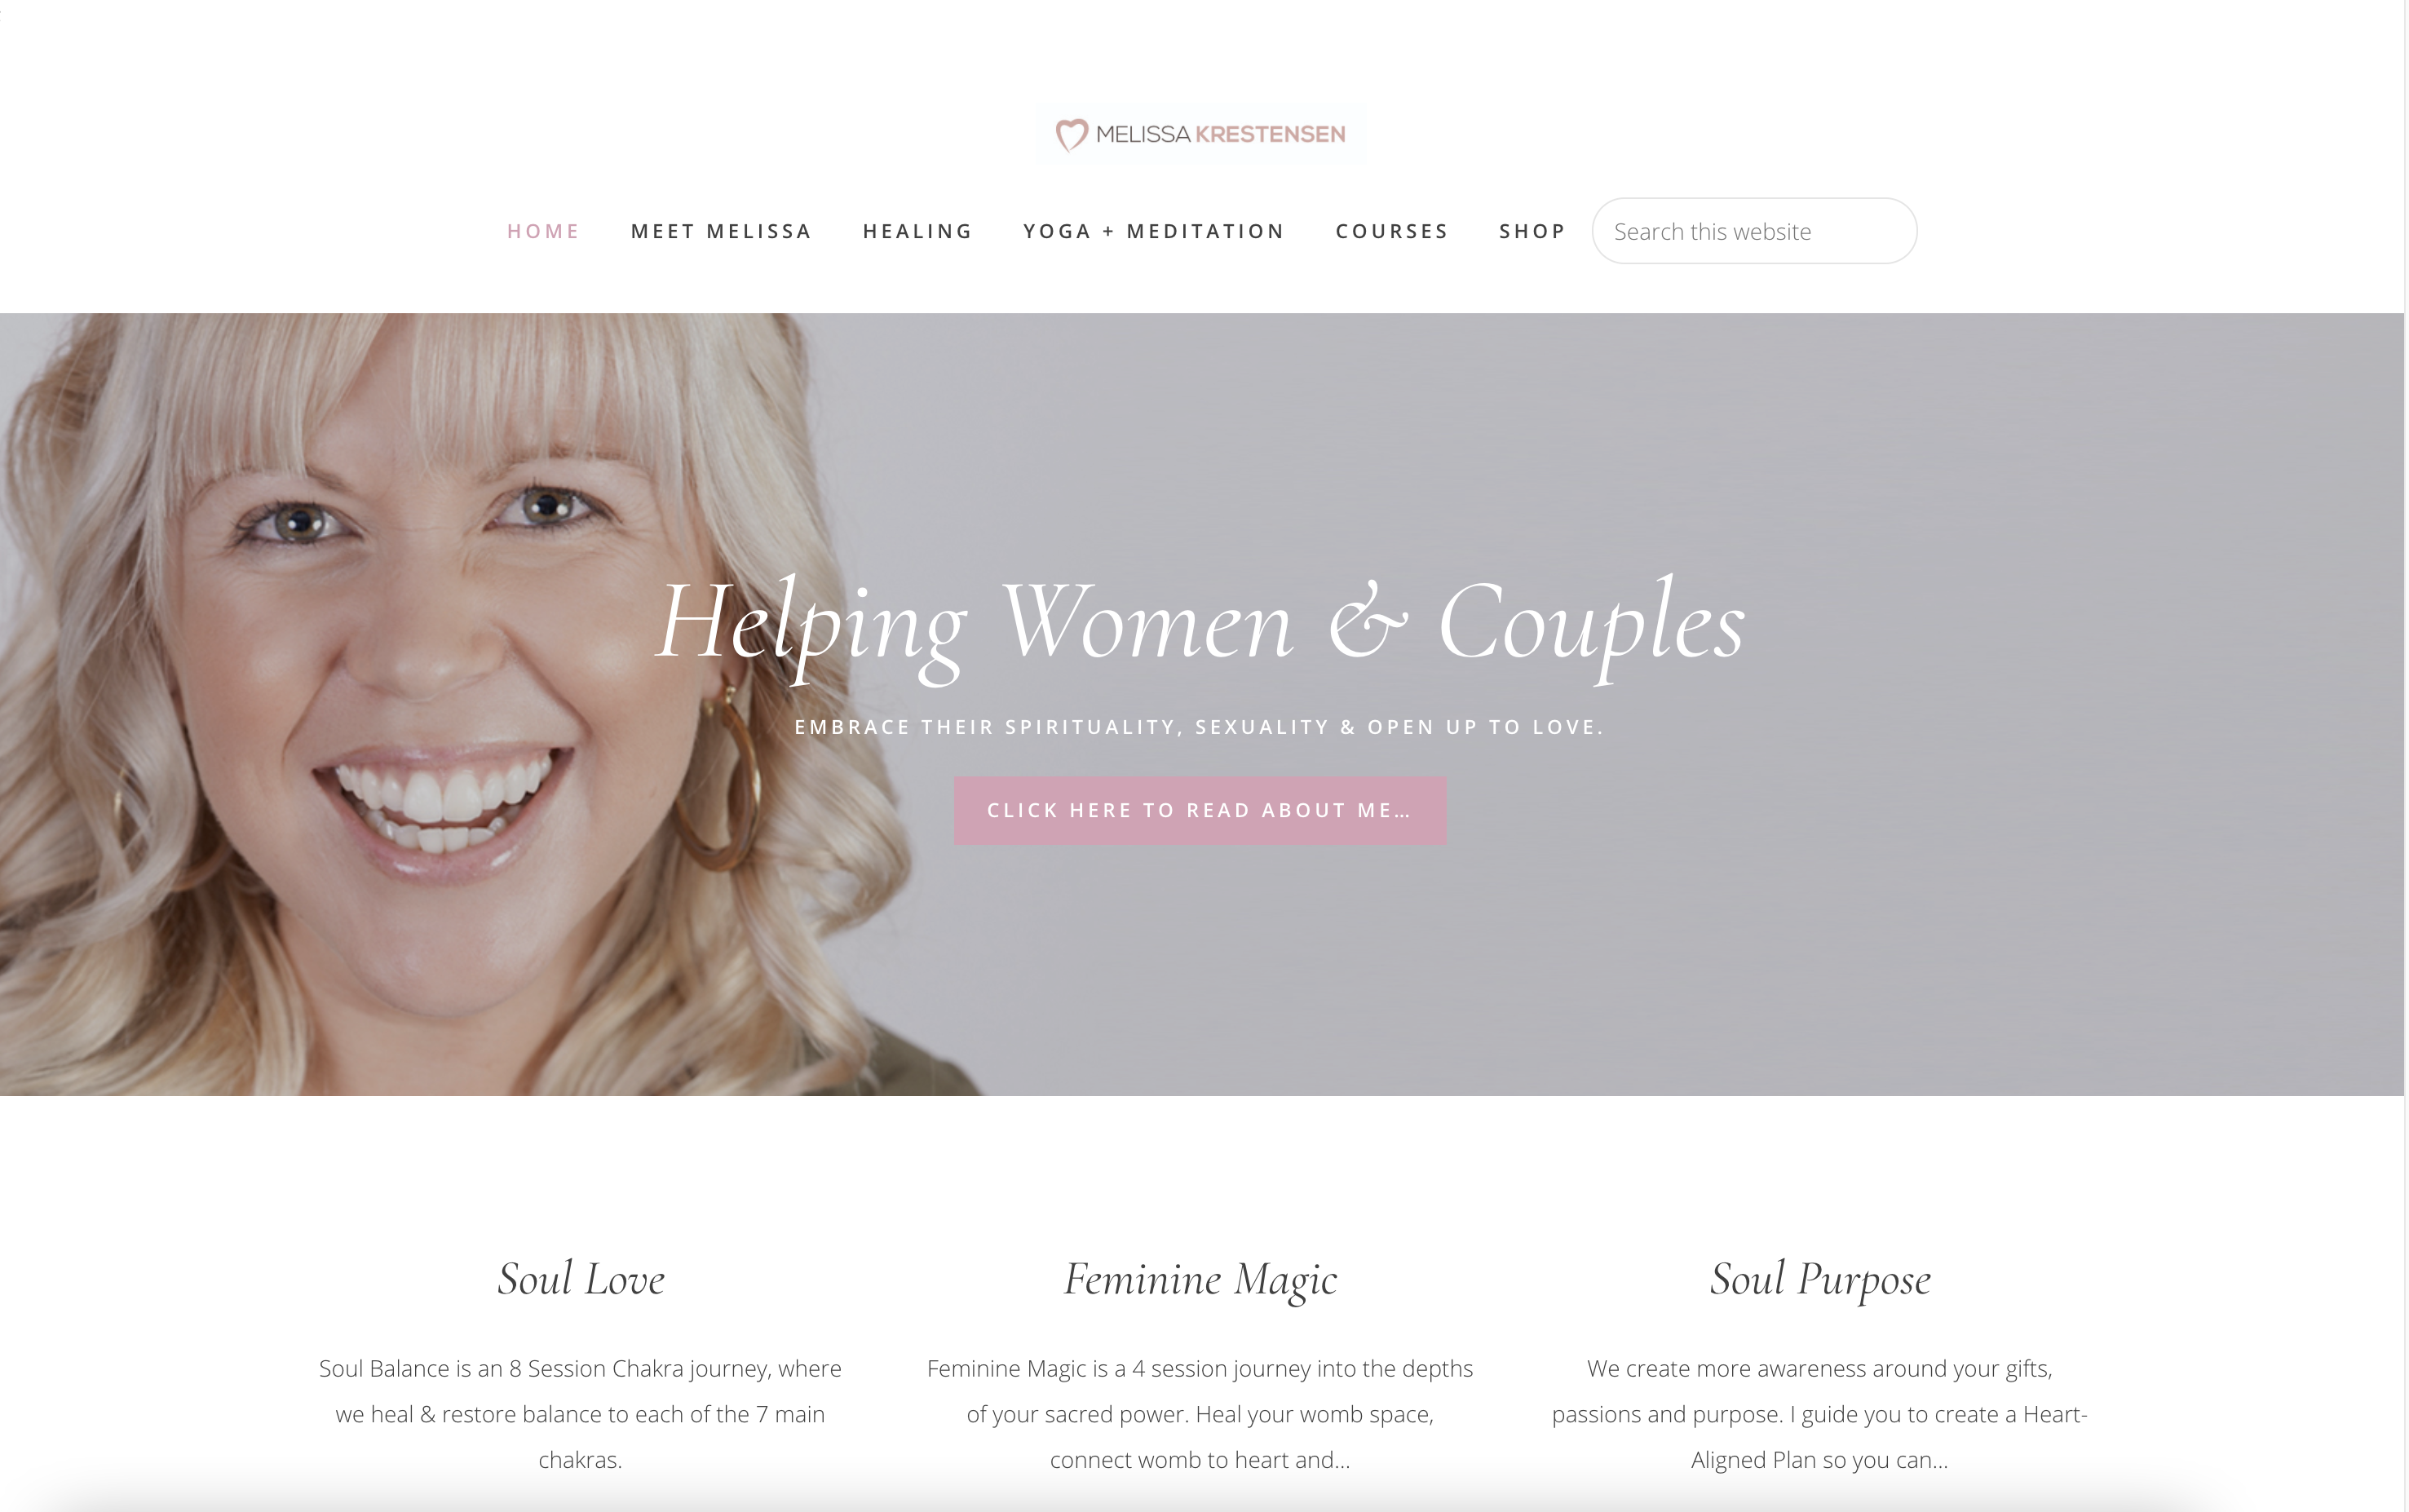 MELISSA KRESTENSEN
HOME MEET MELISSA HEALING YOGA + MEDITATION COURSES SHOP Search this website
Helping Women & Couples
EMBRACE THEIR SPIRITUALITY, SEXUALITY & OPEN UP TO LOVE.
CLICK HERE TO READ ABOUT ME...
Soul Love
Soul Balance is an 8 Session Chakra journey, where
we heal & restore balance to each of the 7 main
chakras.
Feminine Magic
Feminine Magic is a 4 session journey into the depths
of your sacred power. Heal your womb space,
connect womb to heart and...
Soul Purpose
We create more awareness around your gifts,
passions and purpose. I guide you to create a Heart-
Aligned Plan so you can...